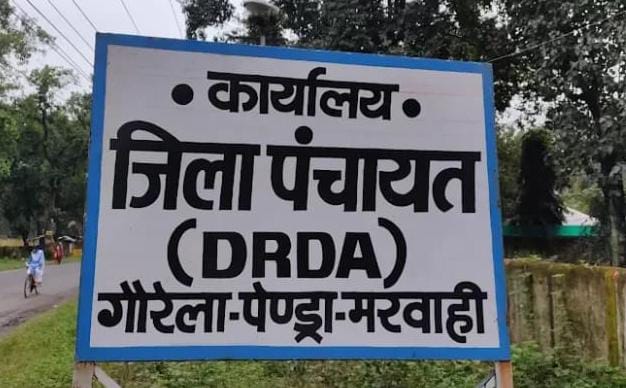 • कार्यालय •
जिला पंचायत
(DRDA)
गौरेला-पेण्ड्रा-मरवाही